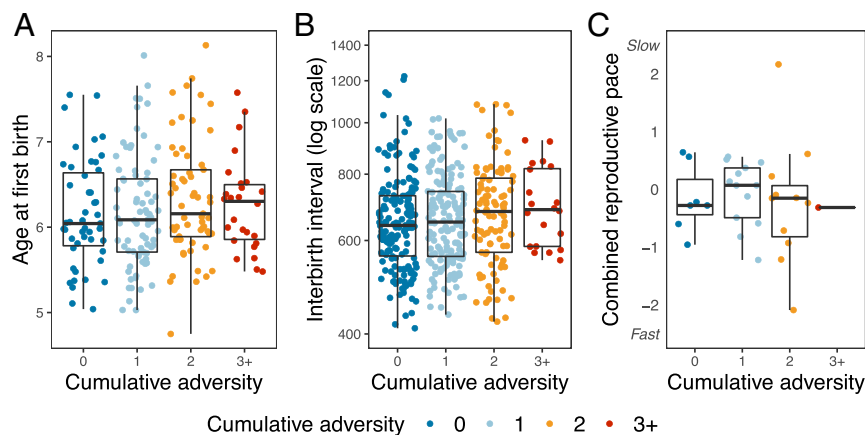 A
Age at first birth
8
7
6
5
0 1 2 3+
Cumulative adversity
B
Interbirth interval (log scale)
1400
1200
1000
800
600
400
0 1 2 3+
Cumulative adversity
C
Combined reproductive pace
Slow
2
1
0
−1
−2
Fast
0 1 2 3+
Cumulative adversity
Cumulative adversity 0 1 2 3+